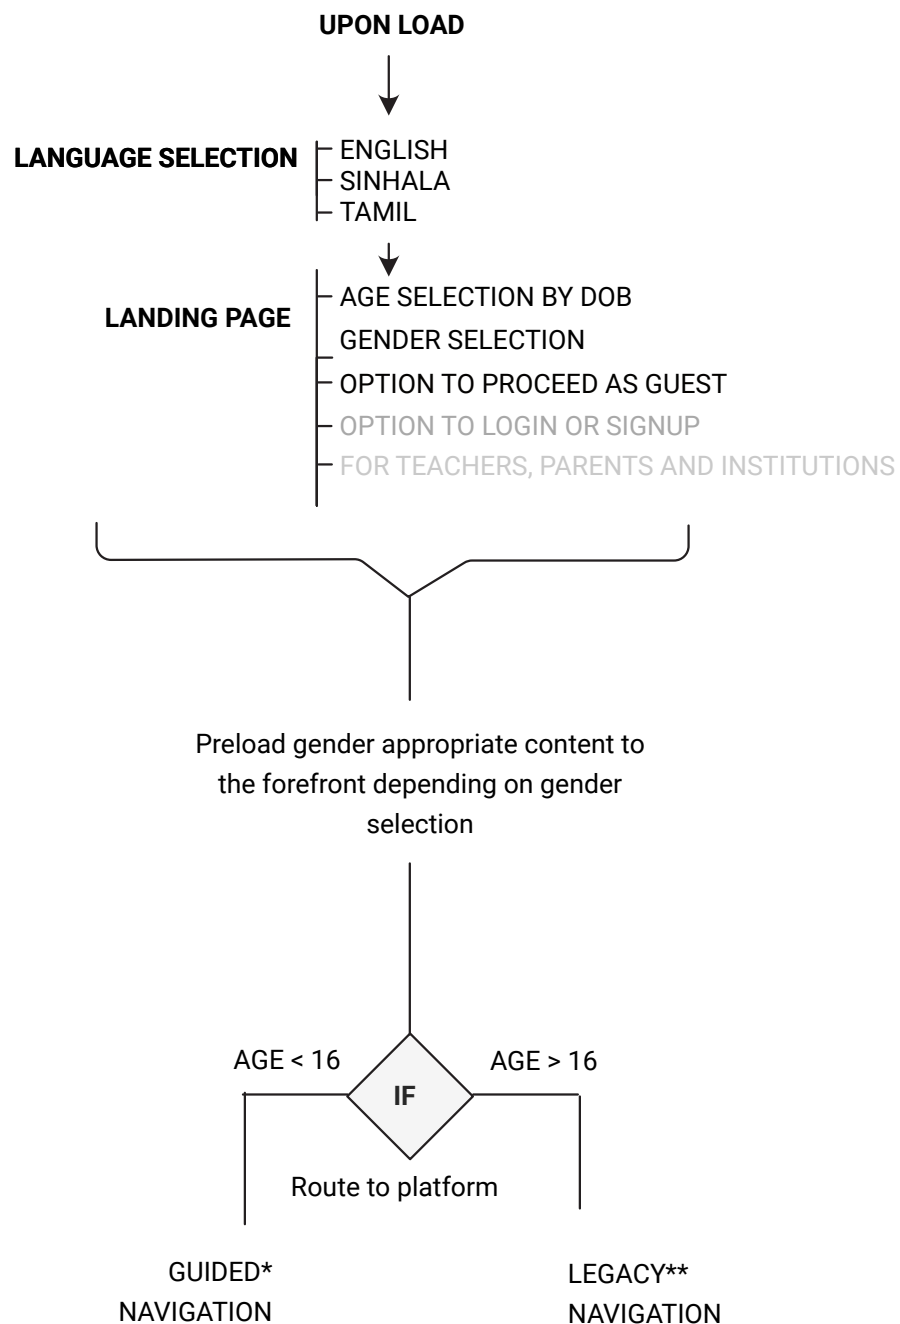 UPON LOAD
LANGUAGE SELECTION
ENGLISH
SINHALA
TAMIL
LANDING PAGE
AGE SELECTION BY DOB
GENDER SELECTION
OPTION TO PROCEED AS GUEST
OPTION TO LOGIN OR SIGNUP
FOR TEACHERS, PARENTS AND INSTITUTIONS
Preload gender appropriate content to
the forefront depending on gender
selection
AGE < 16
AGE > 16
IF
Route to platform
GUIDED*
NAVIGATION
LEGACY**
NAVIGATION